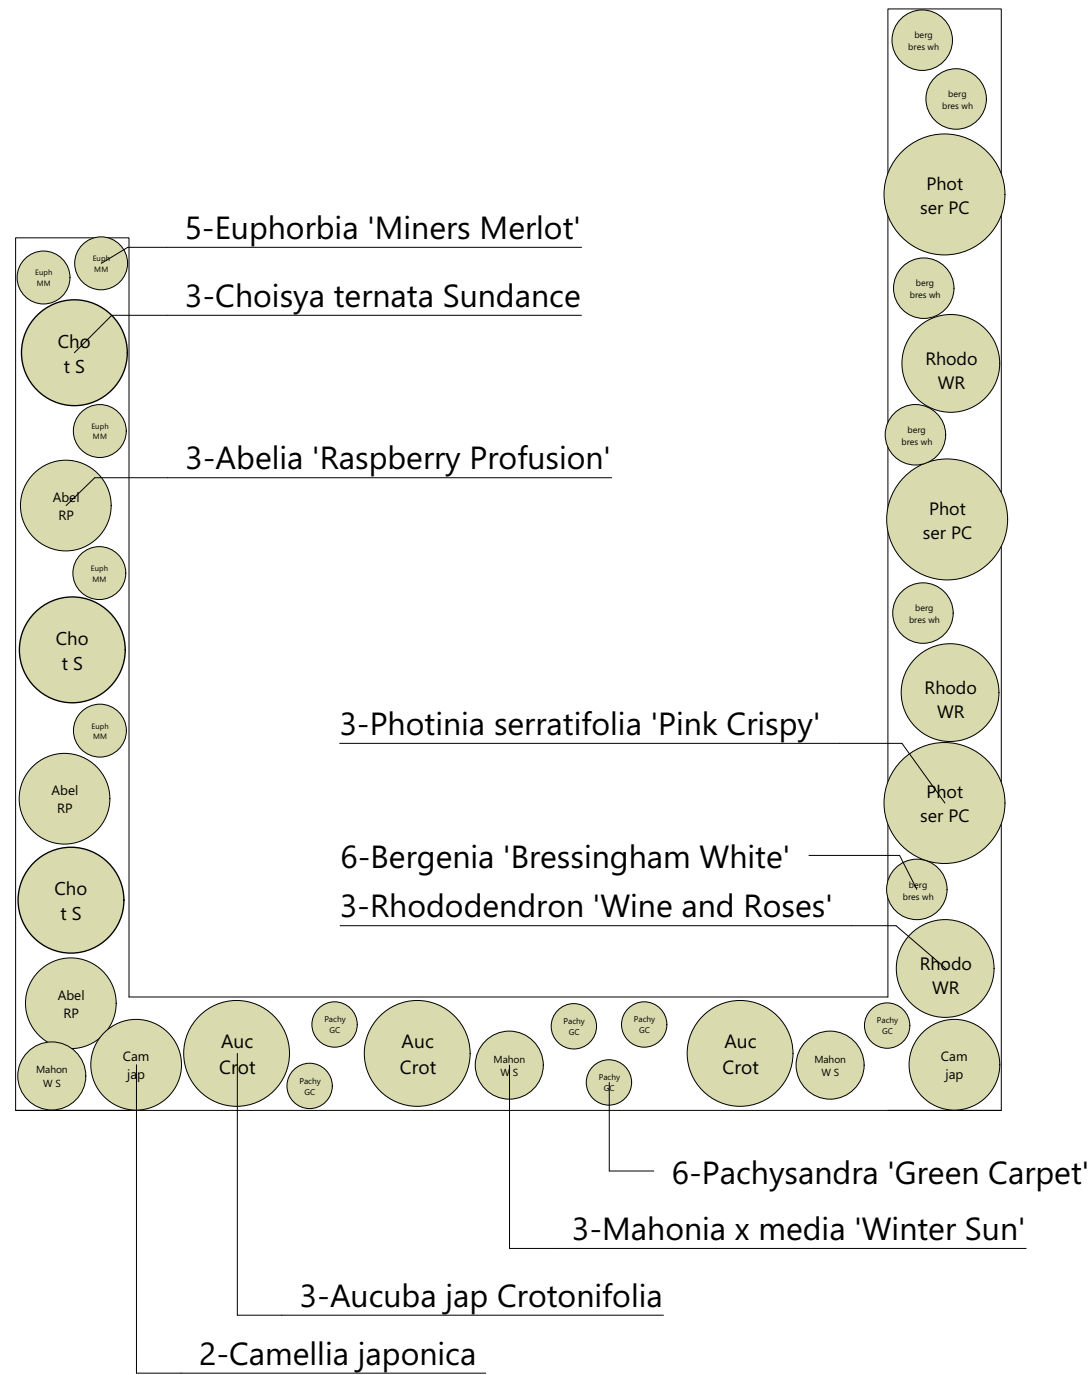 berg
bres wh
berg
bres wh
Phot
ser PC
5-Euphorbia 'Miners Merlot'
Euph
MM
Euph
MM
berg
bres wh
3-Choisya ternata Sundance
Cho
t S
Rhodo
WR
Euph
MM
berg
bres wh
3-Abelia 'Raspberry Profusion'
Abel
RP
Phot
ser PC
Euph
MM
berg
bres wh
Cho
t S
Rhodo
WR
Euph
MM
3-Photinia serratifolia 'Pink Crispy'
Abel
RP
Phot
ser PC
6-Bergenia 'Bressingham White'
Cho
t S
berg
bres wh
3-Rhododendron 'Wine and Roses'
Rhodo
WR
Abel
RP
Mahon
W S
Cam
jap
Auc
Crot
Pachy
GC
Pachy
GC
Auc
Crot
Mahon
W S
Pachy
GC
Pachy
GC
Pachy
GC
Auc
Crot
Mahon
W S
Pachy
GC
Cam
jap
6-Pachysandra 'Green Carpet'
3-Mahonia x media 'Winter Sun'
3-Aucuba jap Crotonifolia
2-Camellia japonica